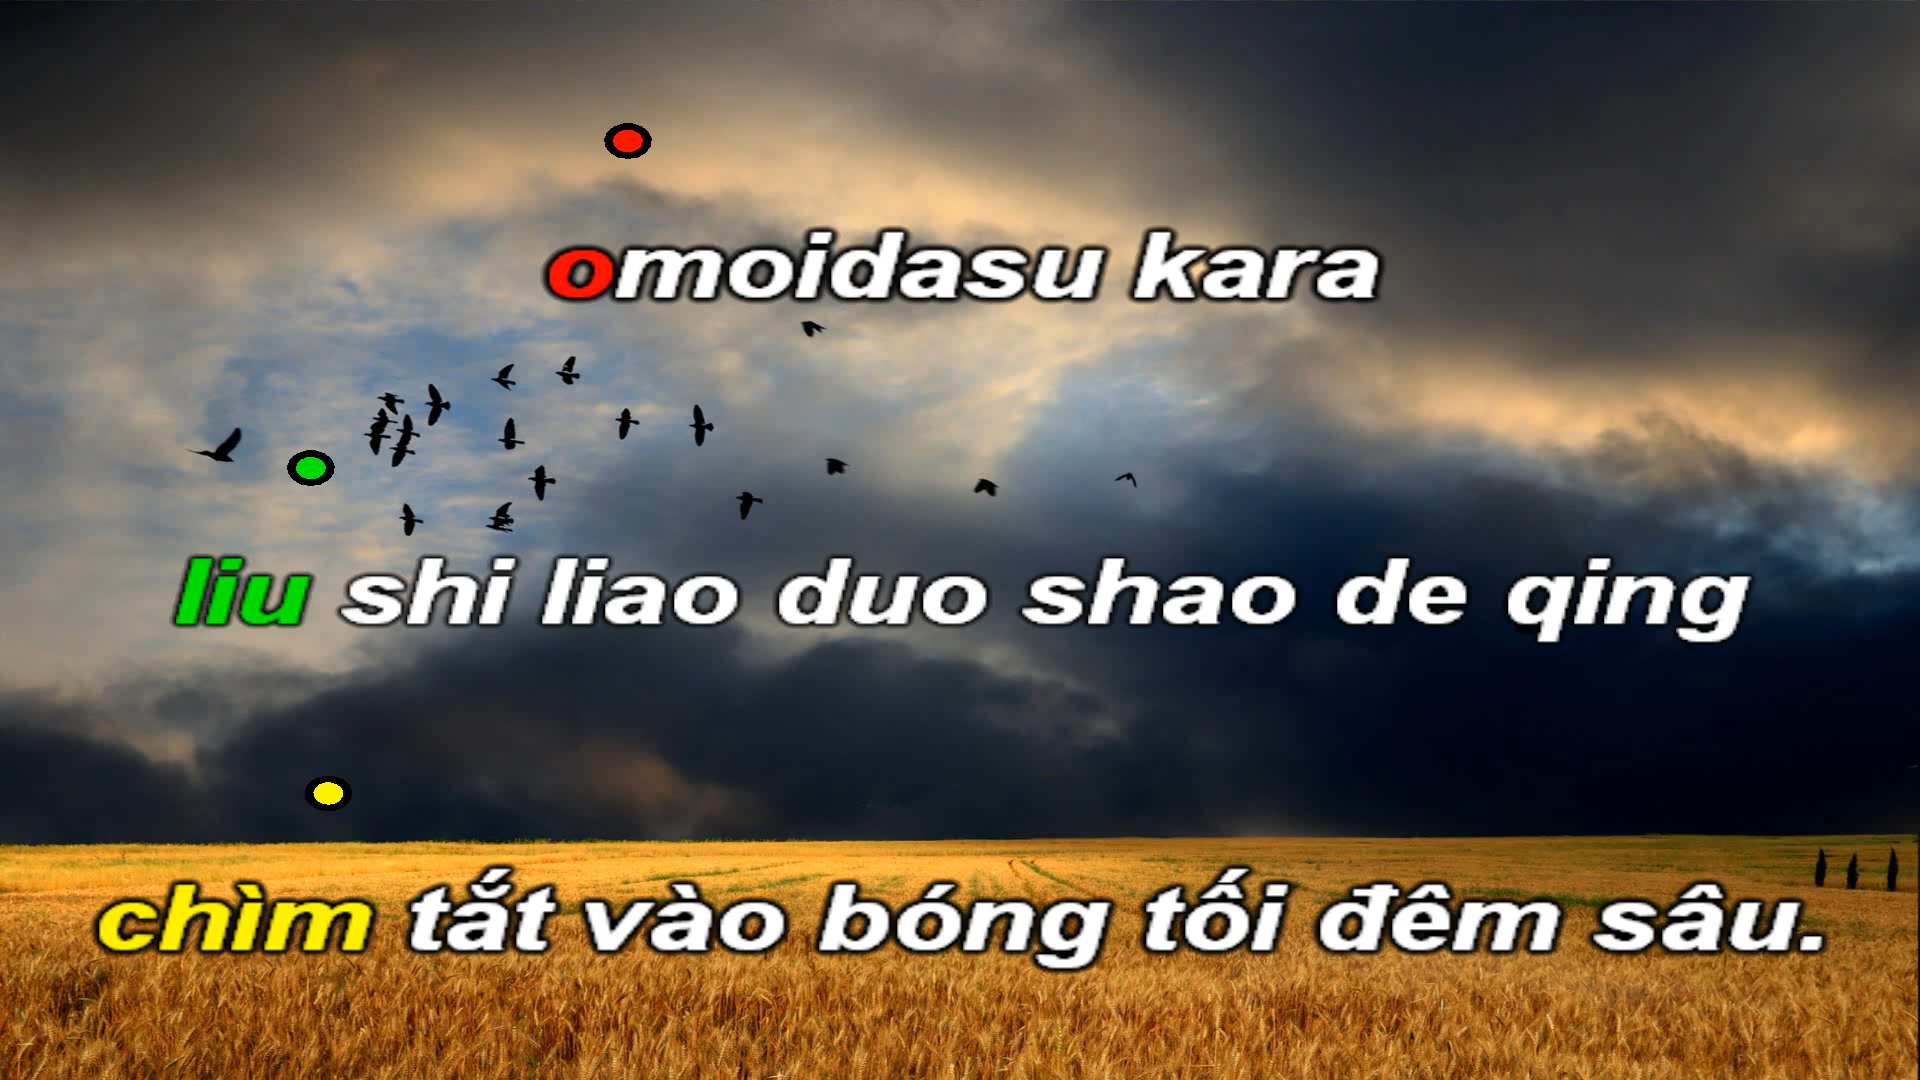 omoidasu kara
liu shi liao duo shao de qing
chìm tắt vào bóng tối đêm sâu.